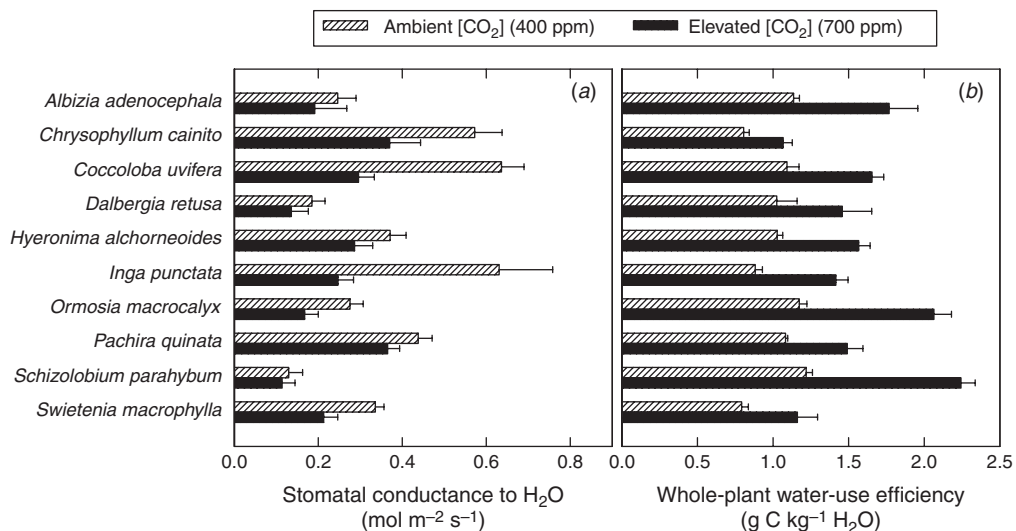 Ambient [CO₂] (400 ppm) Elevated [CO₂] (700 ppm)
(a) (b)
Albizia adenocephala
Chrysophyllum cainito
Coccoloba uvifera
Dalbergia retusa
Hyeronima alchorneoides
Inga punctata
Ormosia macrocalyx
Pachira quinata
Schizolobium parahybum
Swietenia macrophylla
0.0 0.2 0.4 0.6 0.8 0.0 1.0 1.5 2.0 2.5
Stomatal conductance to H₂O
(mol m⁻² s⁻¹)
Whole-plant water-use efficiency
(g C kg⁻¹ H₂O)